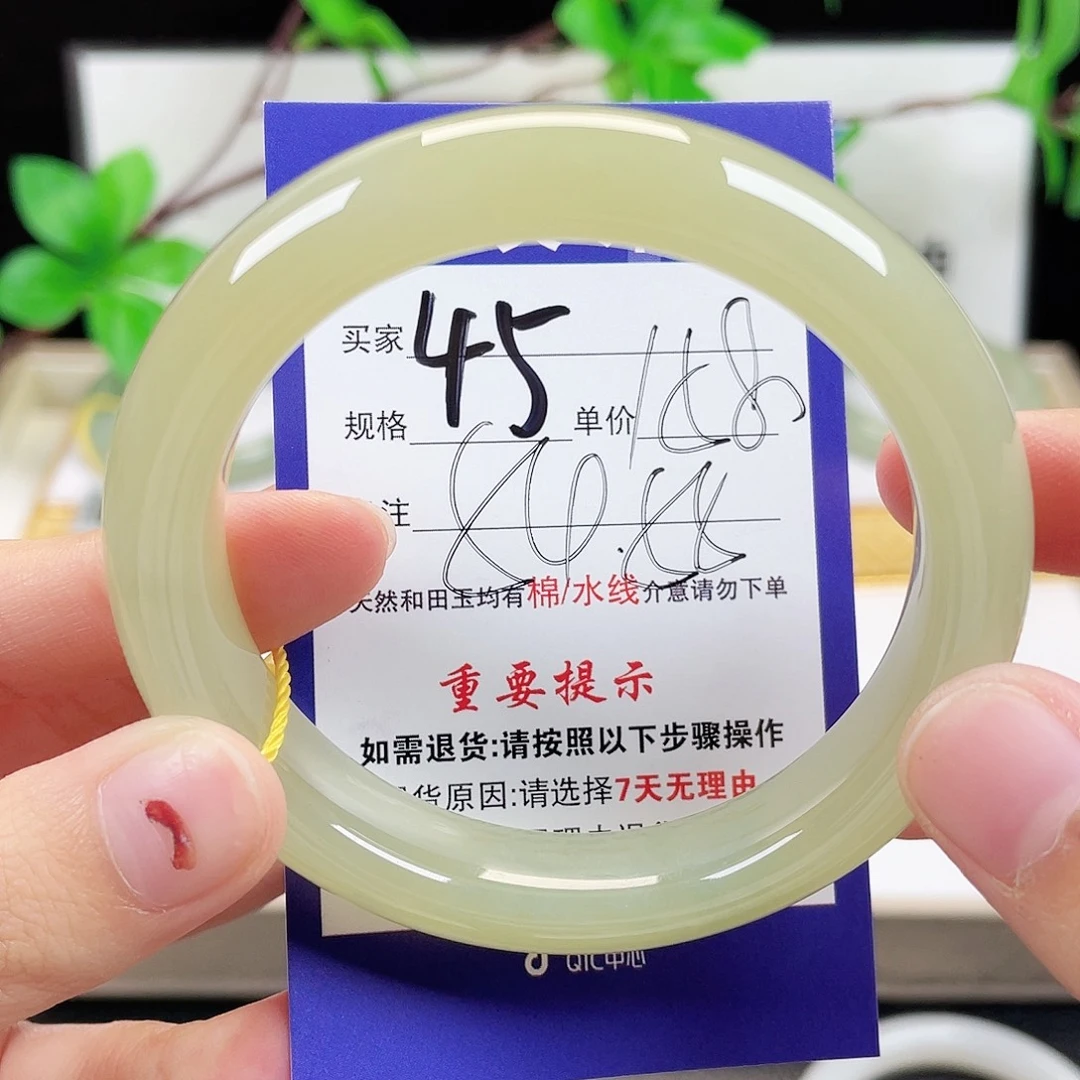 买家
45
规格 单价
注
天然和田玉均有棉/水线介意请勿下单
重要提示
如需退货:请按照以下步骤操作
货原因:请选择7天无理由
QIC中心